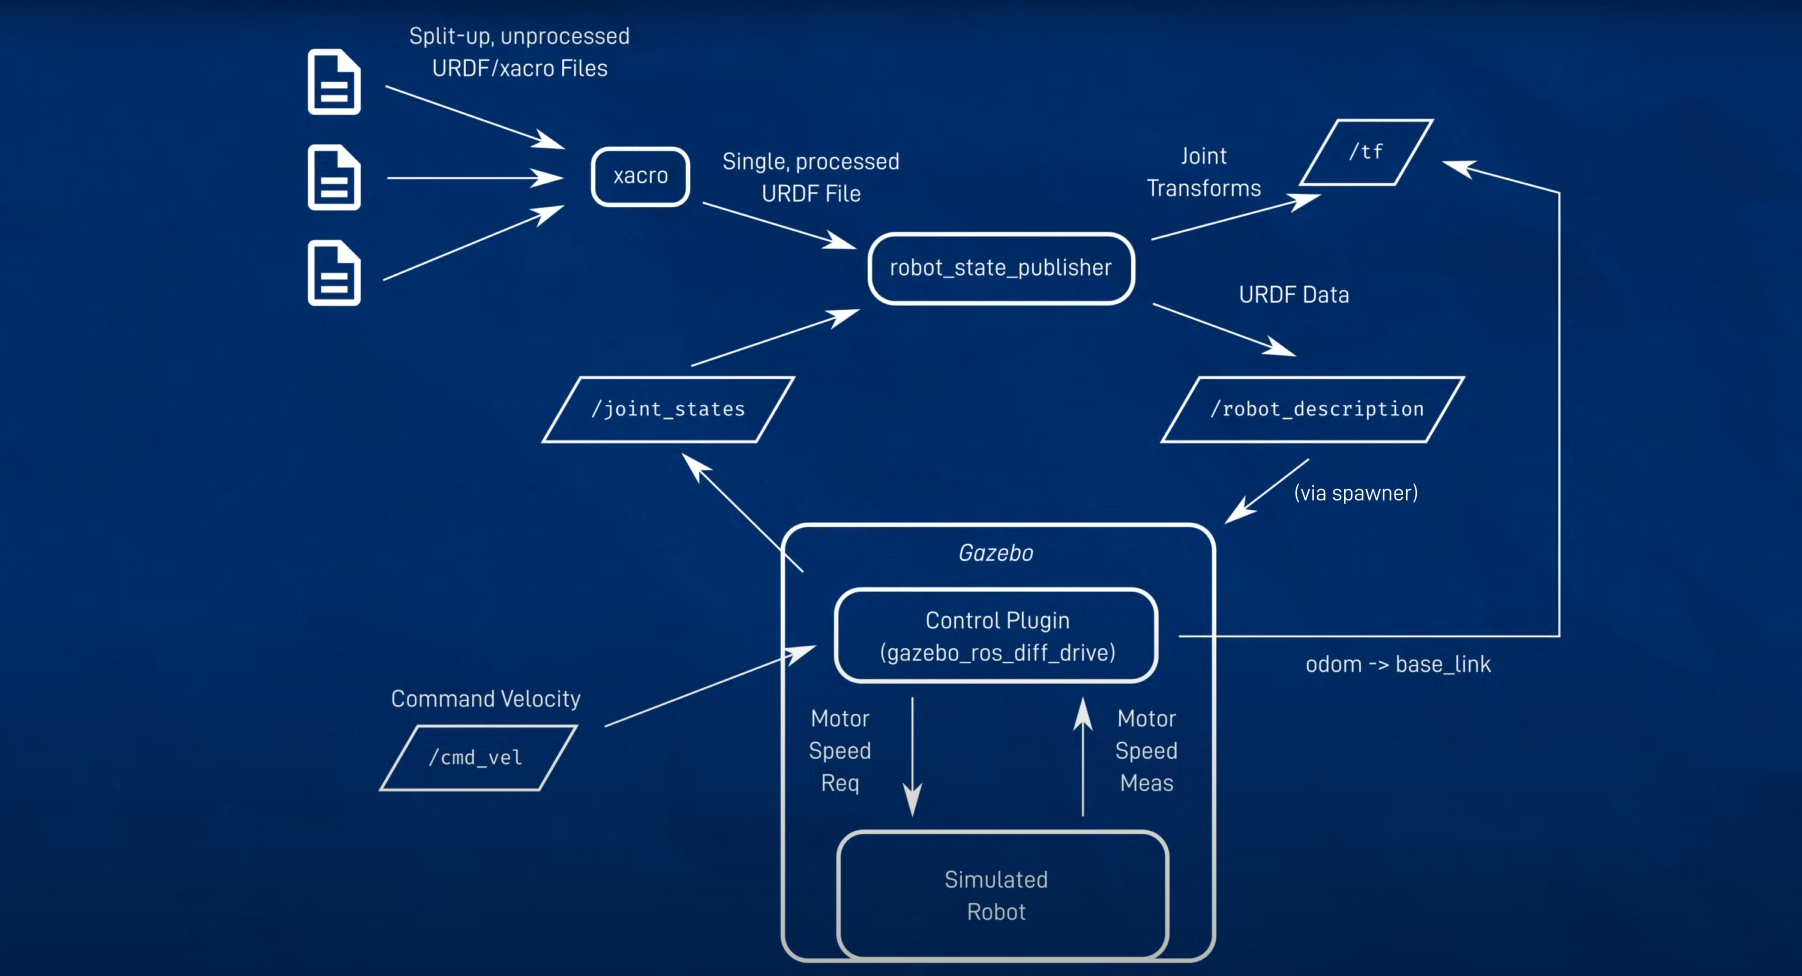 Split-up, unprocessed
URDF/xacro Files
xacro
Single, processed
URDF File
Joint
Transforms
/tf
robot_state_publisher
URDF Data
/joint_states
/robot_description
(via spawner)
Gazebo
Control Plugin
(gazebo_ros_diff_drive)
odom -> base_link
Command Velocity
/cmd_vel
Motor
Speed
Req
Motor
Speed
Meas
Simulated
Robot